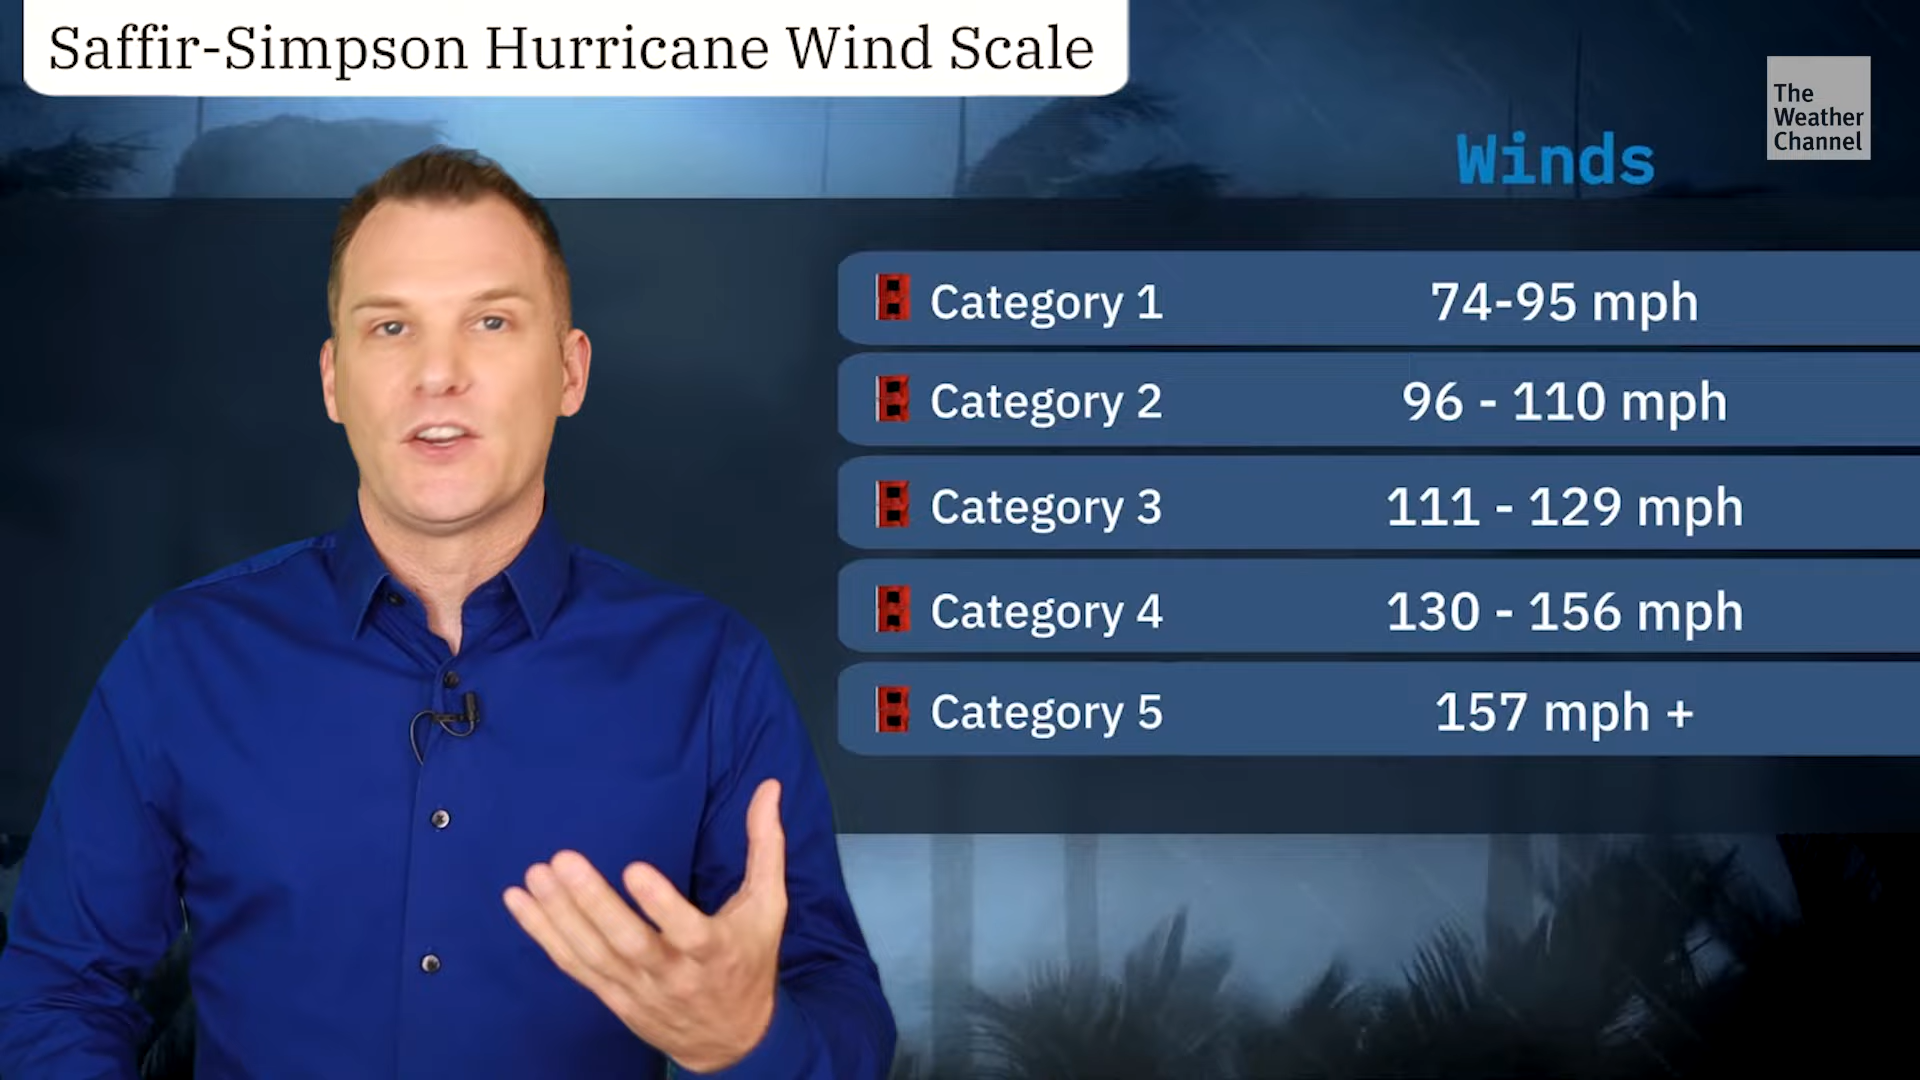 Saffir-Simpson Hurricane Wind Scale
The
Weather
Channel
Winds
Category 1 74-95 mph
Category 2 96 - 110 mph
Category 3 111 - 129 mph
Category 4 130 - 156 mph
Category 5 157 mph +